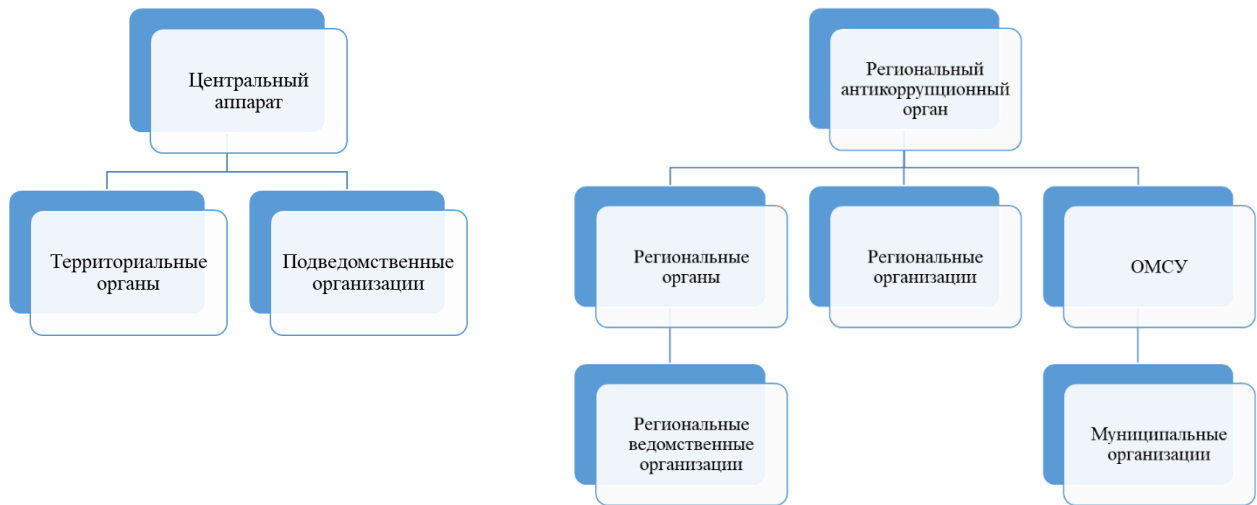 Центральный
аппарат
Территориальные
органы
Подведомственные
организации
Региональный
антикоррупционный
орган
Региональные
органы
Региональные
организации
ОМСУ
Региональные
ведомственные
организации
Муниципальные
организации